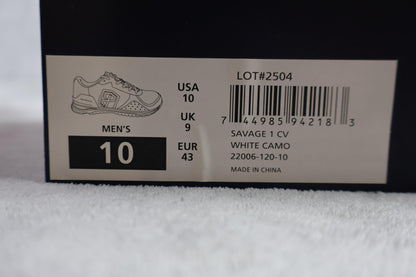 LOT#2504
USA
10
UK
9
EUR
43
MEN'S
10
7 44985 94218 3
SAVAGE 1 CV
WHITE CAMO
22006-120-10
MADE IN CHINA